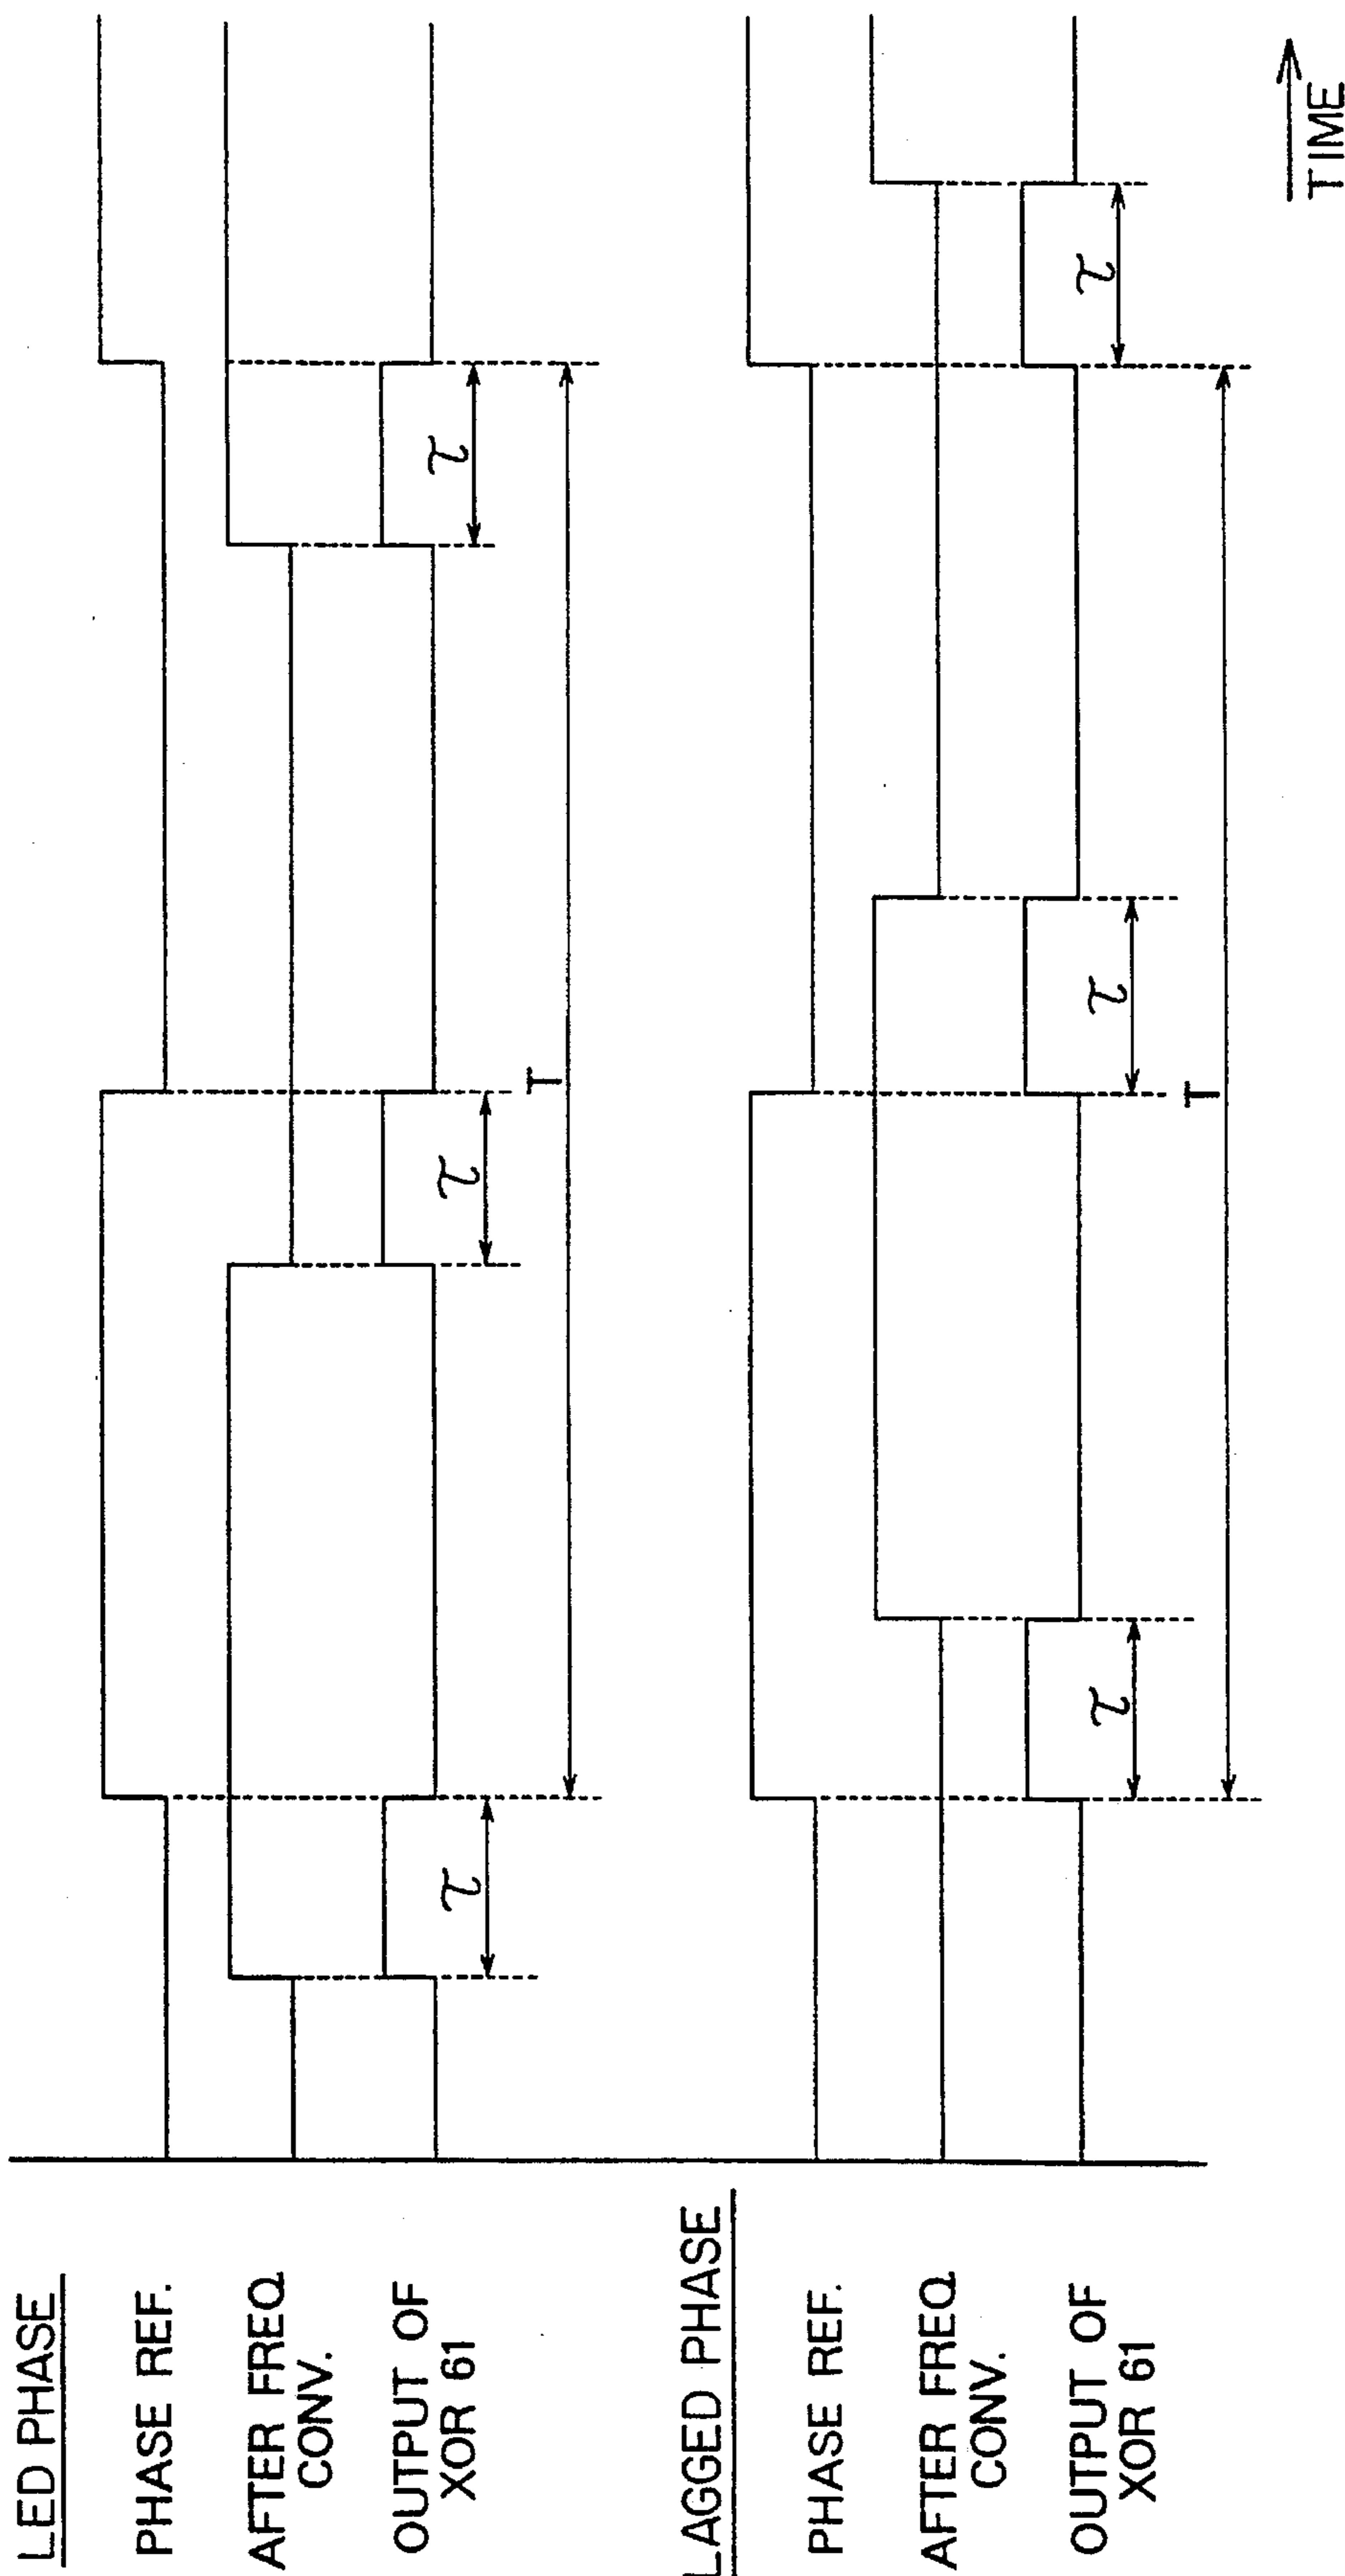 LED PHASE
PHASE REF.
AFTER FREQ
CONV.
OUTPUT OF
XOR 61
τ
τ
τ
T
LAGGED PHASE
PHASE REF.
AFTER FREQ.
CONV.
OUTPUT OF
XOR 61
τ
τ
τ
T
TIME